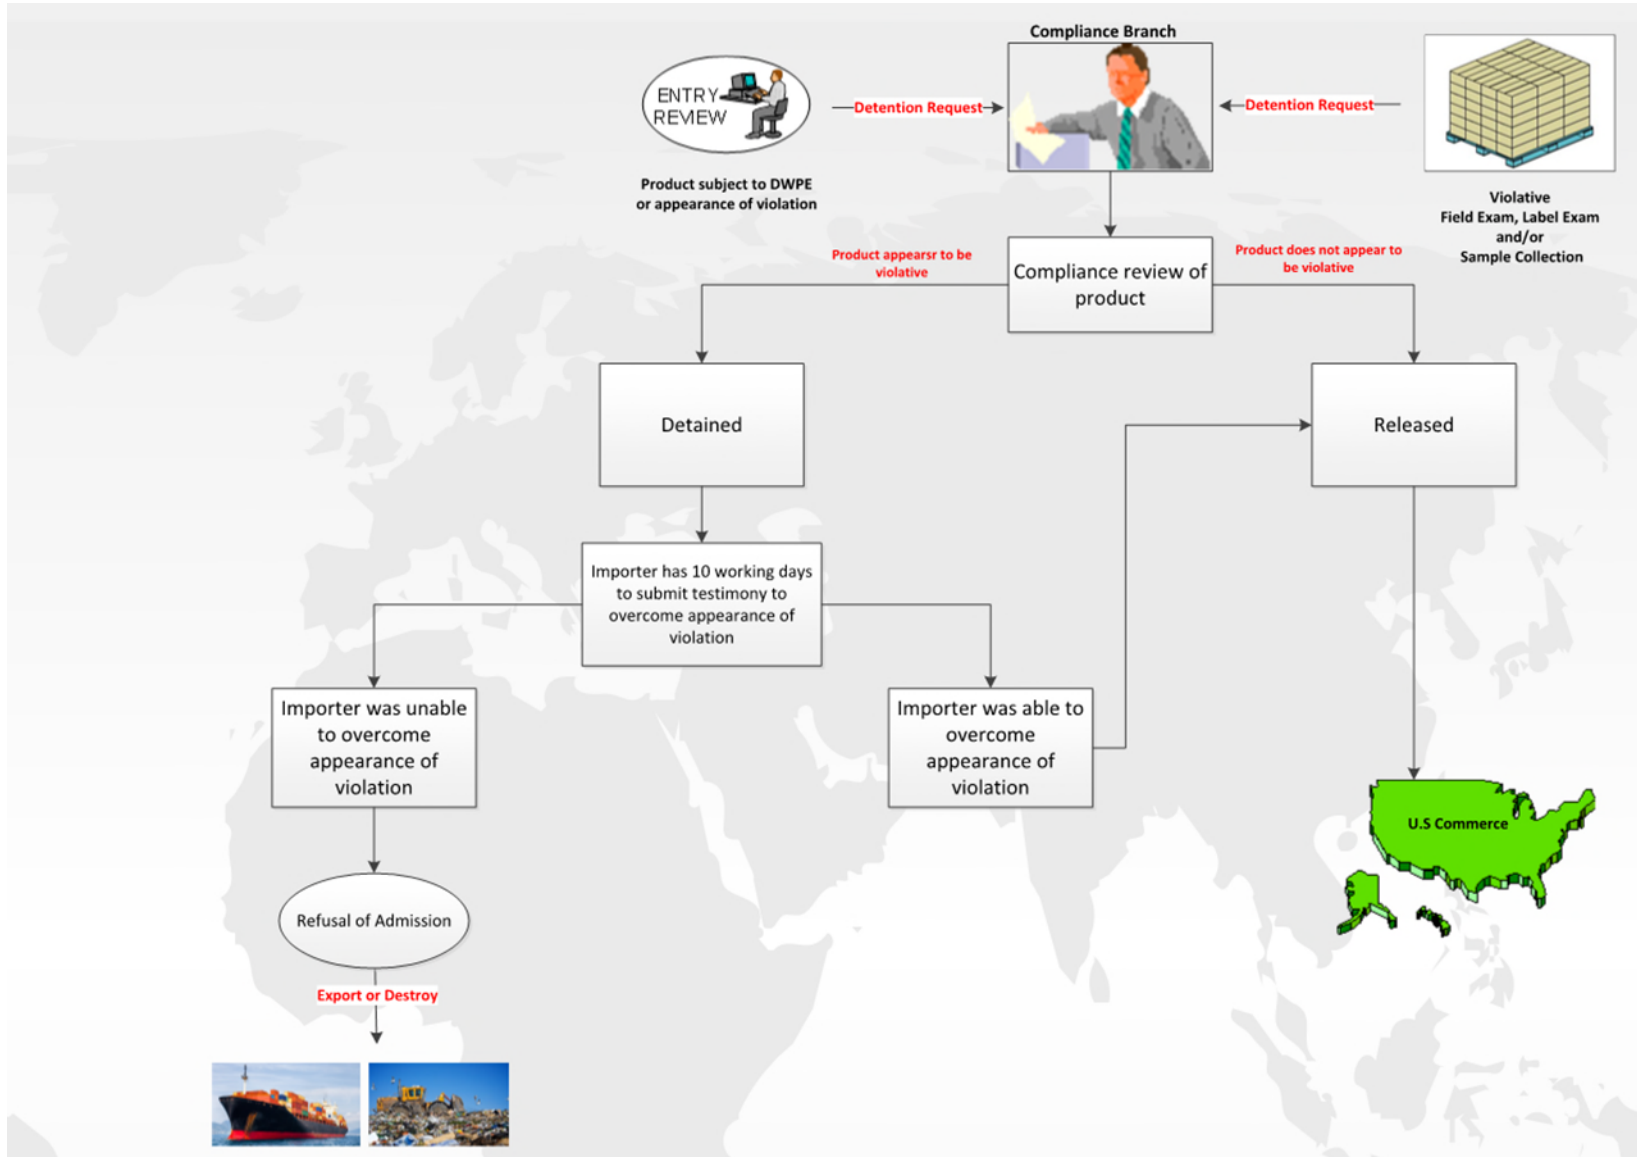 Compliance Branch
ENTRY
REVIEW
Detention Request
Detention Request
Product subject to DWPE
or appearance of violation
Violative
Field Exam, Label Exam
and/or
Sample Collection
Product appearsr to be
violative
Compliance review of
product
Product does not appear to
be violative
Detained
Released
Importer has 10 working days
to submit testimony to
overcome appearance of
violation
Importer was unable
to overcome
appearance of
violation
Importer was able to
overcome
appearance of
violation
U.S Commerce
Refusal of Admission
Export or Destroy